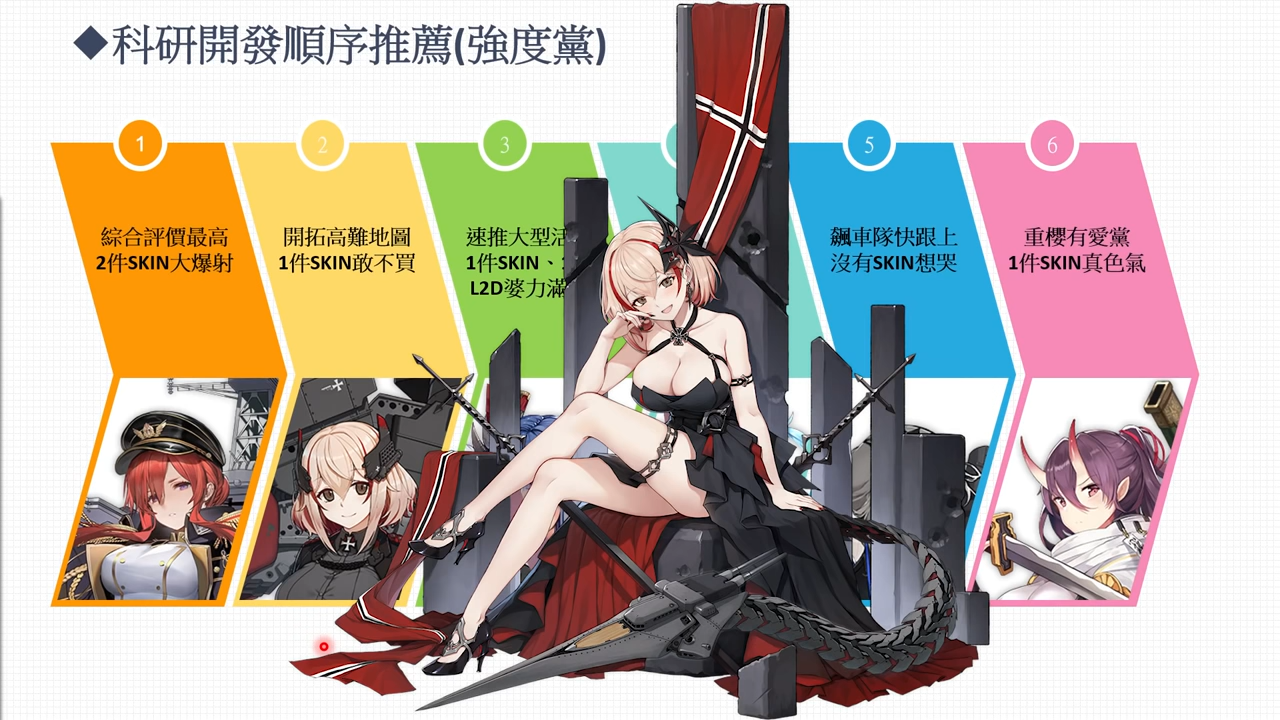 ◆科研開發順序推薦(強度黨)
1
2
3
5
6
綜合評價最高
2件SKIN大爆射
開拓高難地圖
1件SKIN敢不買
速推大型活
1件SKIN、
L2D婆力滿
飆車隊快跟上
沒有SKIN想哭
重櫻有愛黨
1件SKIN真色氣